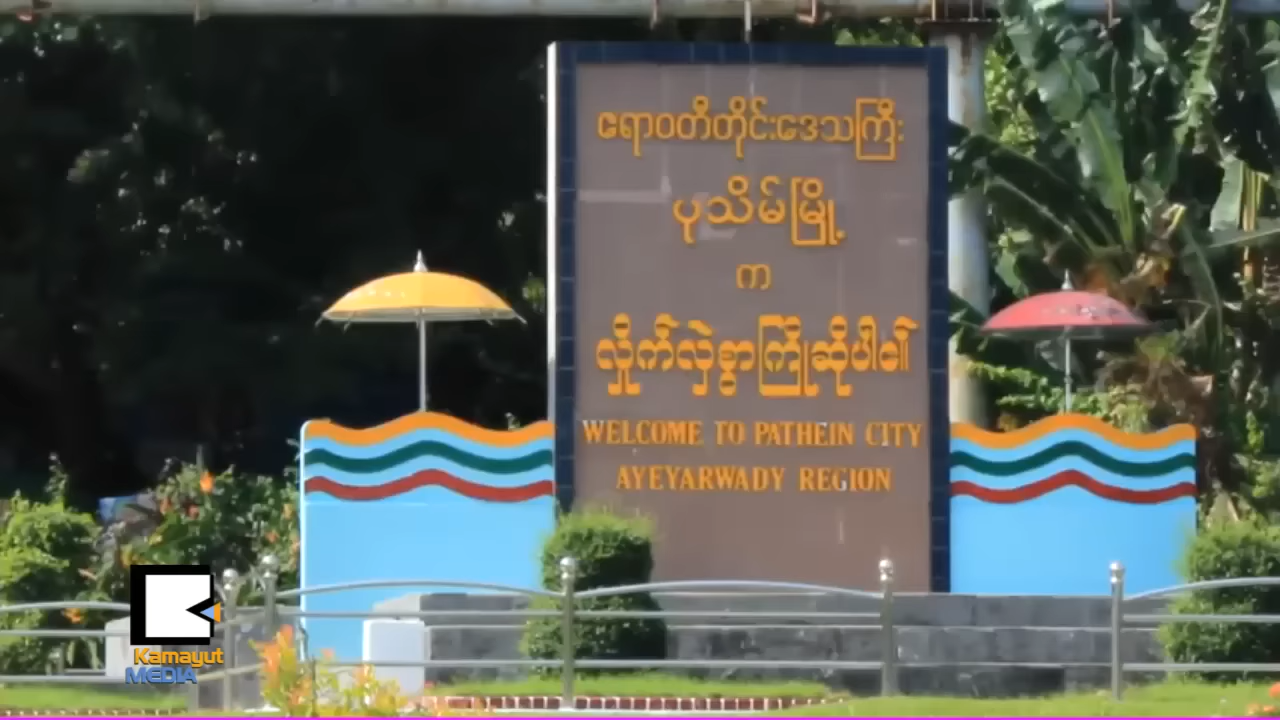 ဧရာဝတီတိုင်းဒေသကြီး
ပုသိမ်မြို့
က
လှိုက်လှဲစွာကြိုဆိုပါ၏
WELCOME TO PATHEIN CITY
AYEYARWADY REGION
Kamayut
MEDIA